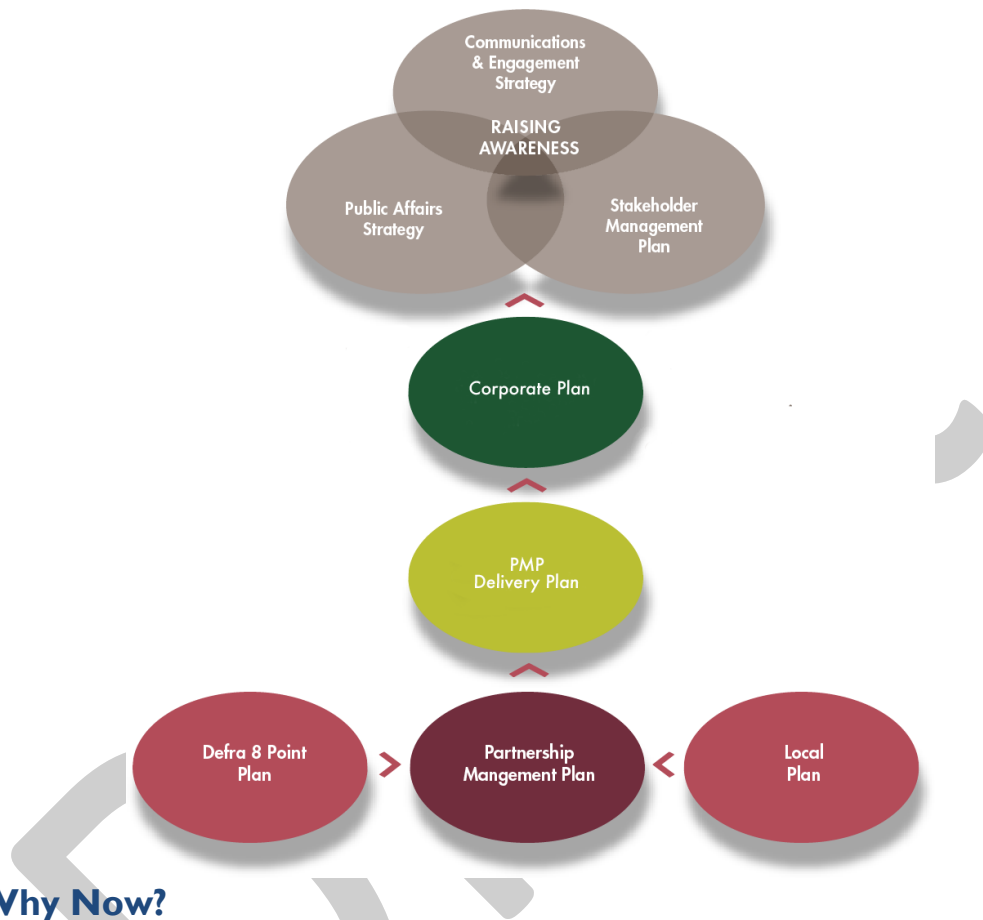 Communications
& Engagement
Strategy
RAISING
AWARENESS
Public Affairs
Strategy
Stakeholder
Management
Plan
Corporate Plan
PMP
Delivery Plan
Defra 8 Point
Plan
Partnership
Mangement Plan
Local
Plan
Why Now?